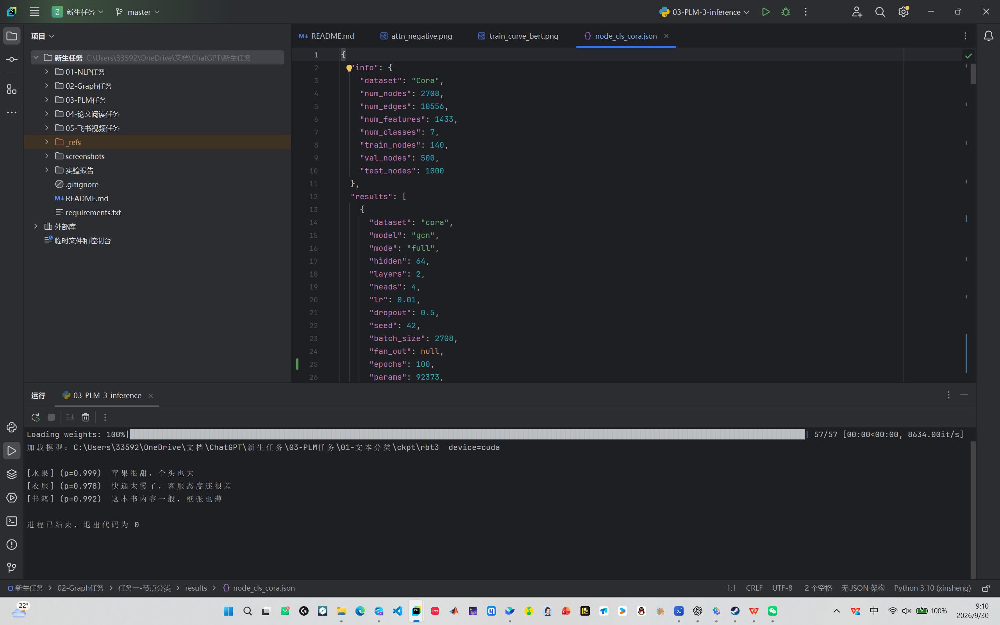 新生任务
master
03-PLM-3-inference
项目
README.md
attn_negative.png
train_curve_bert.png
node_cls_cora.json
新生任务 C:\Users\33592\OneDrive\文档\ChatGPT\新生任务
01-NLP任务
02-Graph任务
03-PLM任务
04-论文阅读任务
05-飞书视频任务
_refs
screenshots
实验报告
.gitignore
README.md
requirements.txt
外部库
临时文件和控制台
1 {
2 "info": {
3 "dataset": "Cora",
4 "num_nodes": 2708,
5 "num_edges": 10556,
6 "num_features": 1433,
7 "num_classes": 7,
8 "train_nodes": 140,
9 "val_nodes": 500,
10 "test_nodes": 1000
11 },
12 "results": [
13 {
14 "dataset": "cora",
15 "model": "gcn",
16 "mode": "full",
17 "hidden": 64,
18 "layers": 2,
19 "heads": 4,
20 "lr": 0.01,
21 "dropout": 0.5,
22 "seed": 42,
23 "batch_size": 2708,
24 "fan_out": null,
25 "epochs": 100,
26 "params": 92373,
运行
03-PLM-3-inference
Loading weights: 100%| | 57/57 [00:00<00:00, 8634.00it/s]
加载模型: C:\Users\33592\OneDrive\文档\ChatGPT\新生任务\03-PLM任务\01-文本分类\ckpt\rbt3 device=cuda
[水果] (p=0.999) 苹果很甜，个头也大
[衣服] (p=0.978) 快递太慢了，客服态度还很差
[书籍] (p=0.992) 这本书内容一般，纸张也薄
进程已结束，退出代码为 0
新生任务 > 02-Graph任务 > 任务一-节点分类 > results > node_cls_cora.json
1:1 CRLF UTF-8 2 个空格 无 JSON 架构 Python 3.10 (xinsheng)
22°
中
100%
9:10
2026/9/30